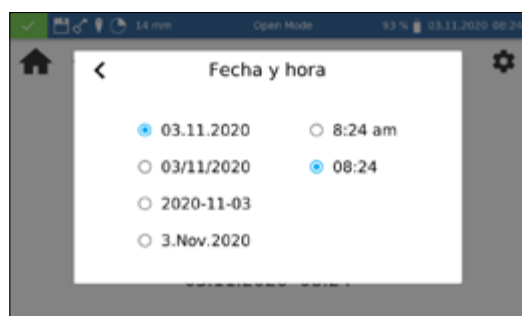 14 mm Open Mode 93 % 03.11.2020 08:24
Fecha y hora
03.11.2020 8:24 am
03/11/2020 08:24
2020-11-03
3.Nov.2020